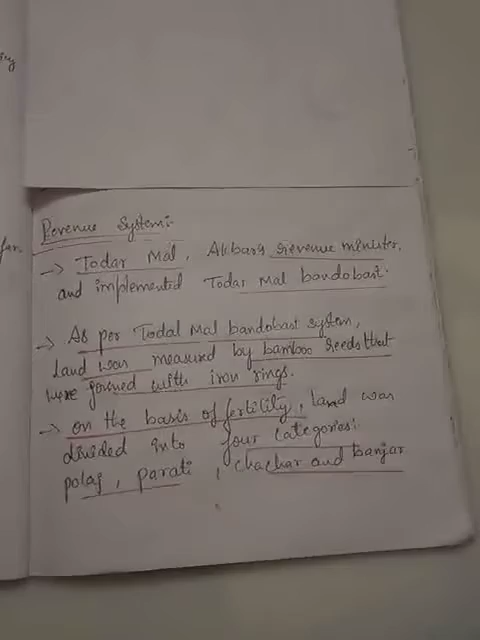 Revenue System:-
→ Todar Mal, Akbar's revenue minister,
and implemented Todar Mal bandobast.
→ As per Todal Mal bandobast system,
Land was measured by bamboo reeds that
were joined with iron rings.
→ on the basis of fertility, land was
divided into four categories:
polaj, parati, chachar and banjar